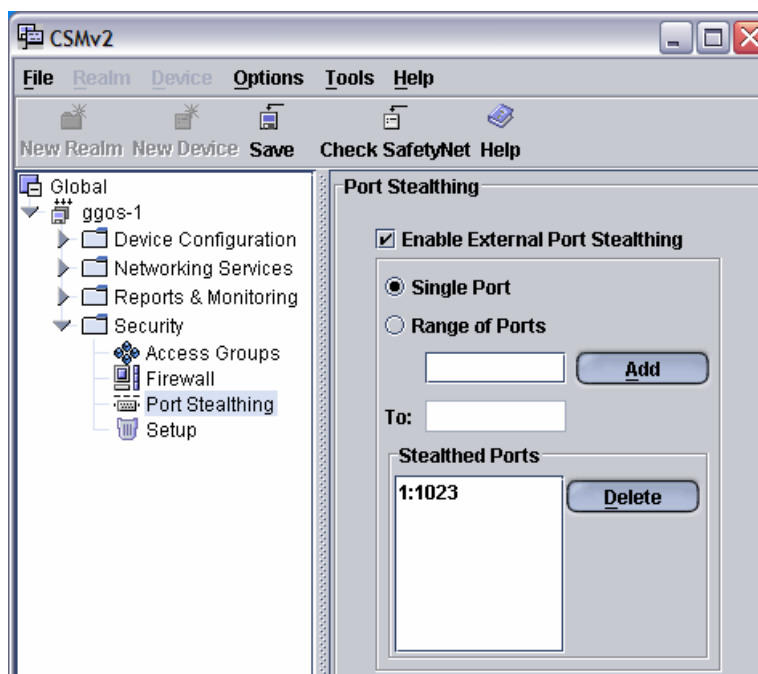 CSMv2
File Realm Device Options Tools Help
New Realm New Device Save Check SafetyNet Help
Global
ggos-1
Device Configuration
Networking Services
Reports & Monitoring
Security
Access Groups
Firewall
Port Stealthing
Setup
Port Stealthing
Enable External Port Stealthing
Single Port
Range of Ports
Add
To:
Stealthed Ports
1:1023
Delete